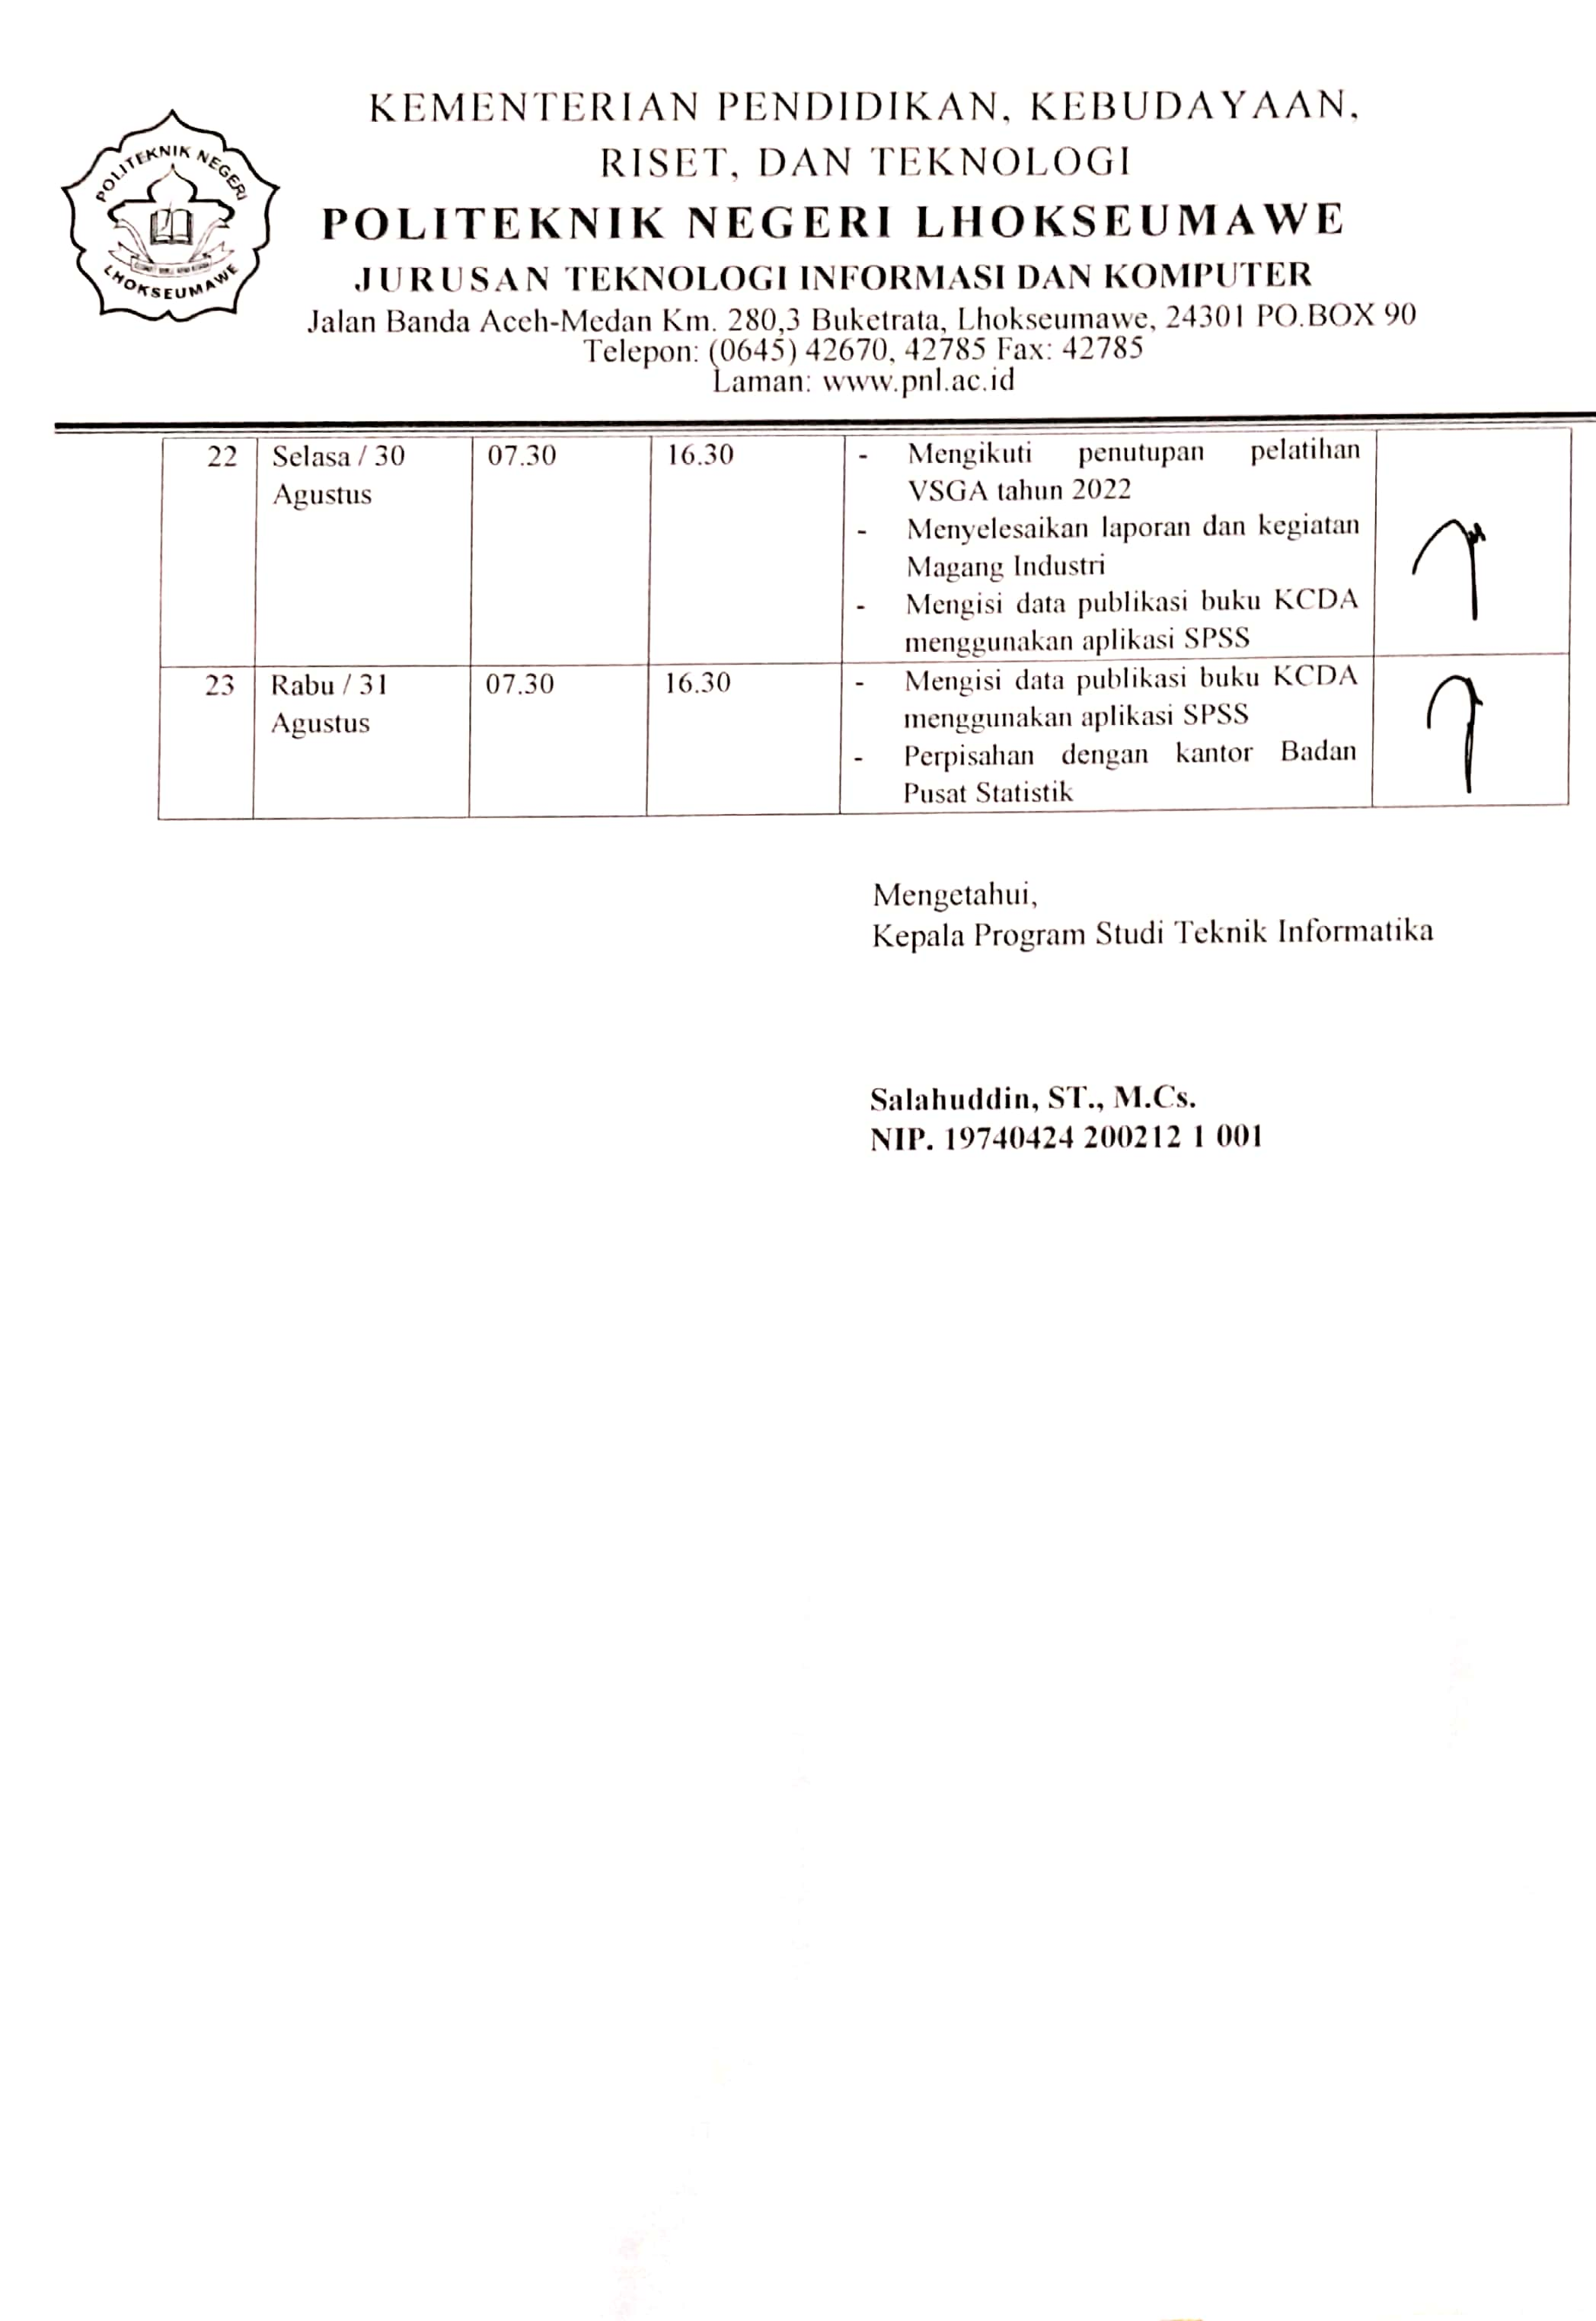 KEMENTERIAN PENDIDIKAN, KEBUDAYAAN,
RISET, DAN TEKNOLOGI
POLITEKNIK NEGERI LHOKSEUMAWE
JURUSAN TEKNOLOGI INFORMASI DAN KOMPUTER
Jalan Banda Aceh-Medan Km. 280,3 Buketrata, Lhokseumawe, 24301 PO.BOX 90
Telepon: (0645) 42670, 42785 Fax: 42785
Laman: www.pnl.ac.id
POLITEKNIK NEGERI
LHOKSEUMAWE
22 Selasa / 30 07.30 16.30 - Mengikuti penutupan pelatihan
Agustus VSGA tahun 2022
- Menyelesaikan laporan dan kegiatan
Magang Industri
- Mengisi data publikasi buku KCDA
menggunakan aplikasi SPSS
23 Rabu / 31 07.30 16.30 - Mengisi data publikasi buku KCDA
Agustus menggunakan aplikasi SPSS
- Perpisahan dengan kantor Badan
Pusat Statistik
Mengetahui,
Kepala Program Studi Teknik Informatika
Salahuddin, ST., M.Cs.
NIP. 19740424 200212 1 001